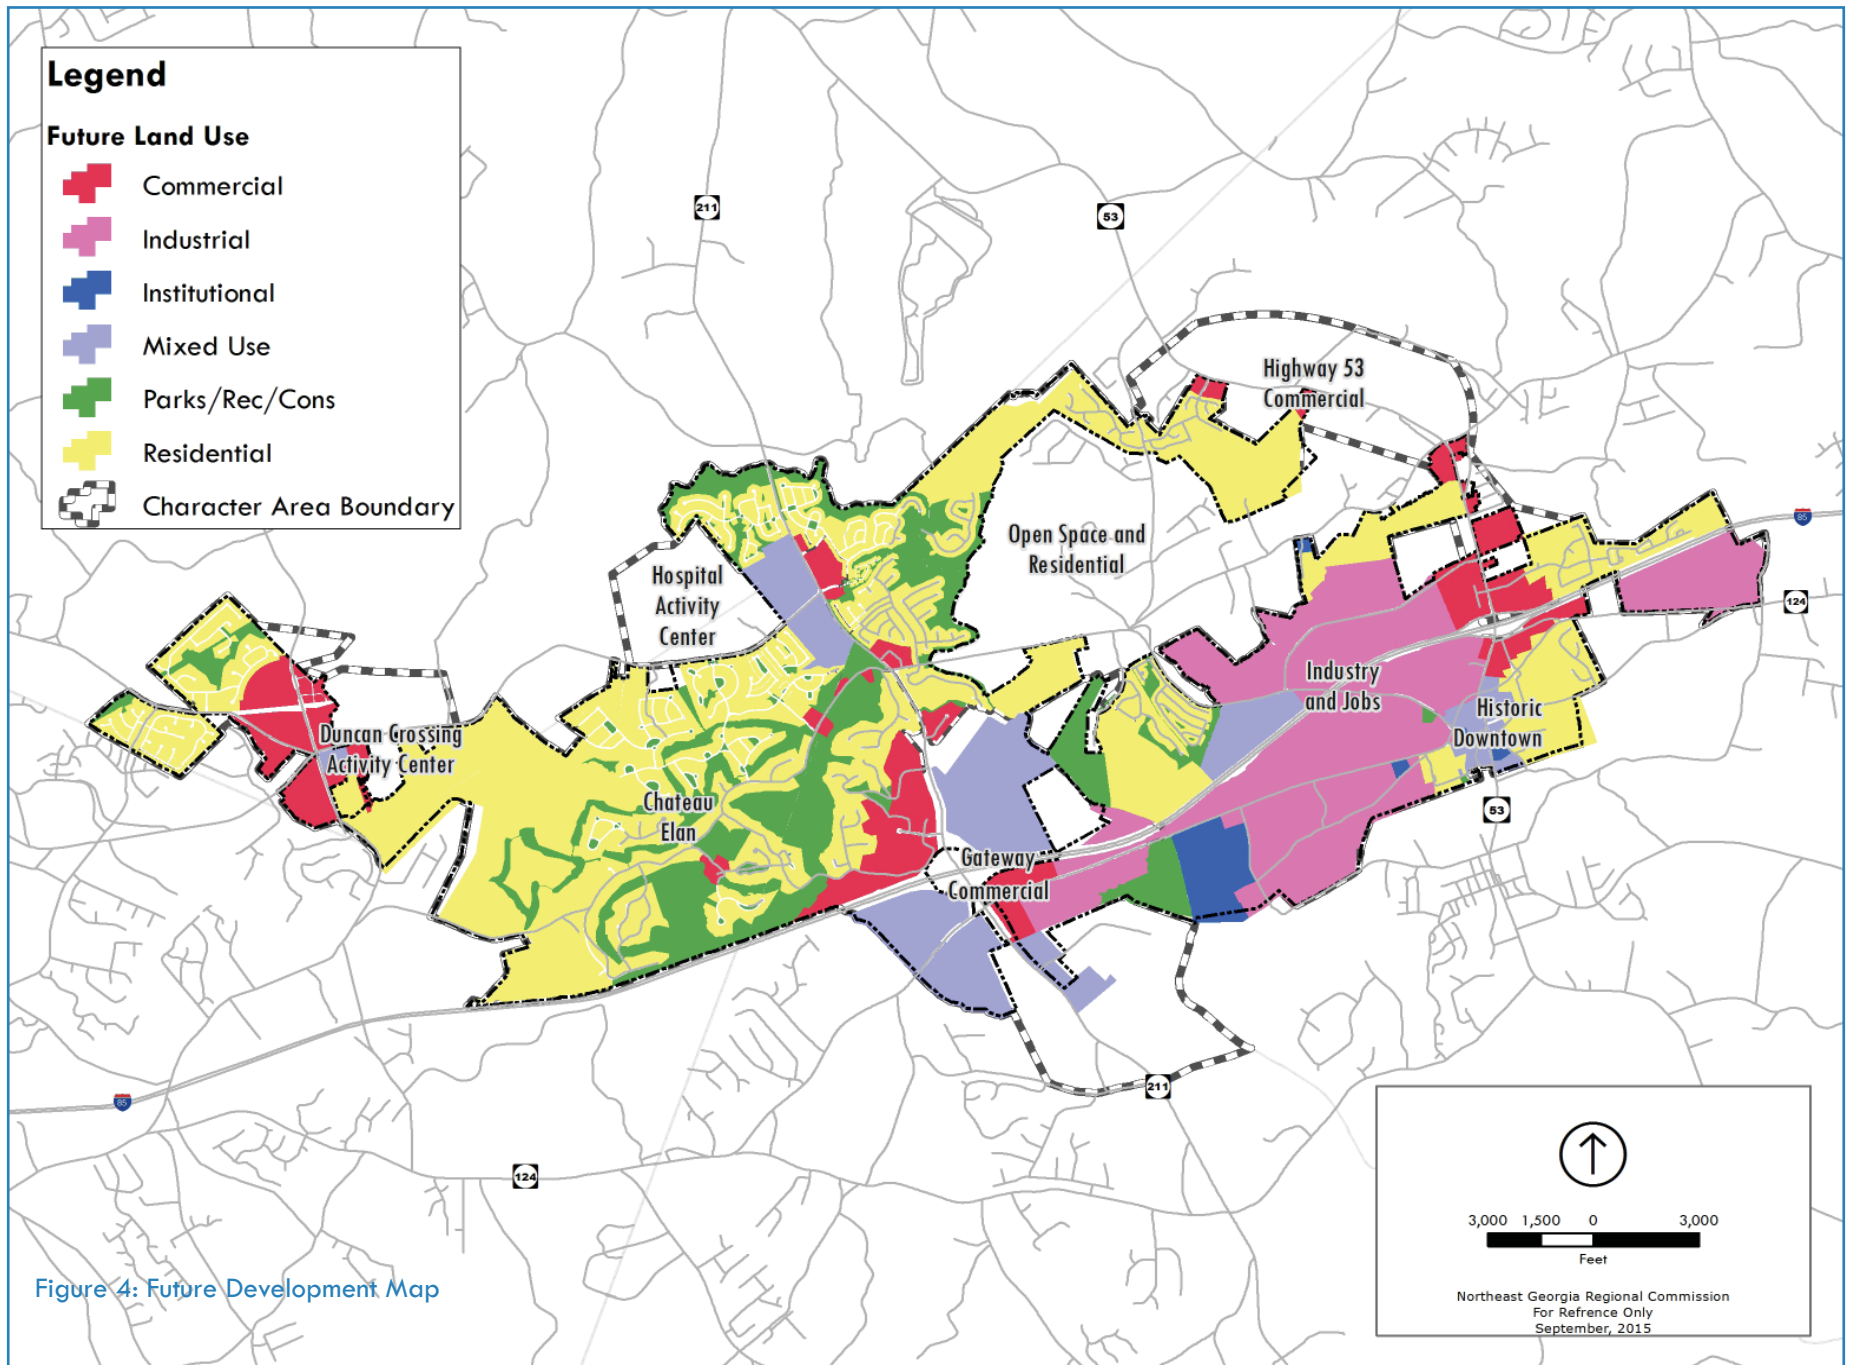 Legend
Future Land Use
Commercial
Industrial
Institutional
Mixed Use
Parks/Rec/Cons
Residential
Character Area Boundary
211
53
Highway 53
Commercial
85
Open Space and
Residential
Hospital
Activity
Center
124
Industry
and Jobs
Historic
Downtown
Duncan Crossing
Activity Center
Chateau
Elan
53
Gateway
Commercial
211
85
124
3,000 1,500 0 3,000
Feet
Northeast Georgia Regional Commission
For Refrence Only
September, 2015
Figure 4: Future Development Map